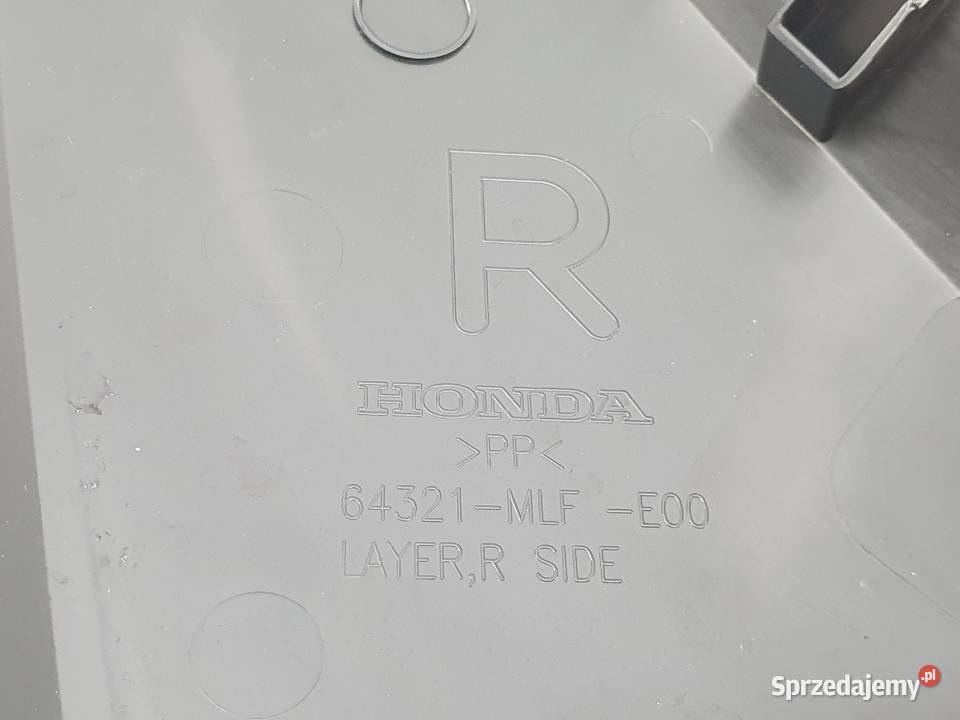 R
HONDA
>PP<
64321-MLF -E00
LAYER,R SIDE
Sprzedajemy.pl